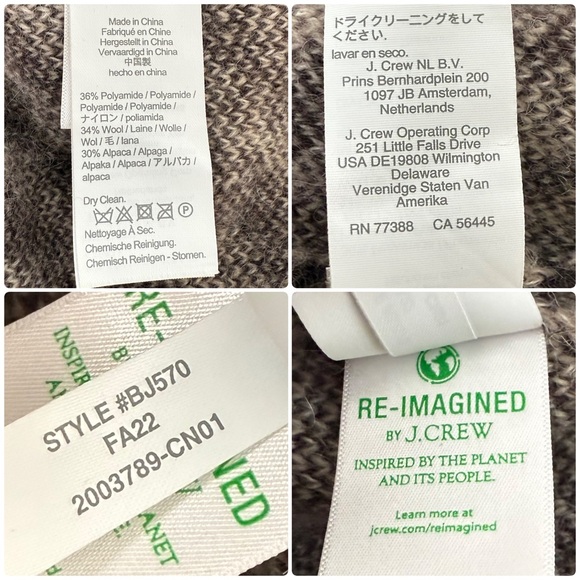 Made in China
Fabriqué en Chine
Hergestellt in China
Vervaardigd in China
中国製
hecho en china
36% Polyamide / Polyamide /
Polyamide / Polyamide /
ナイロン / poliamida
34% Wool / Laine / Wolle /
Wol / 毛 / lana
30% Alpaca / Alpaga /
Alpaka / Alpaca / アルパカ /
alpaca
Dry Clean.
P
Nettoyage À Sec.
Chemische Reinigung.
Chemisch Reinigen - Stomen.
ドライクリーニングをして
ください.
lavar en seco.
J. Crew NL B.V.
Prins Bernhardplein 200
1097 JB Amsterdam,
Netherlands
J. Crew Operating Corp
251 Little Falls Drive
USA DE19808 Wilmington
Delaware
Verenidge Staten Van
Amerika
RN 77388 CA 56445
RE-
INSPIR
B
STYLE #BJ570
FA22
2003789-CN01
NED
ANET
RE-IMAGINED
BY J.CREW
INSPIRED BY THE PLANET
AND ITS PEOPLE.
Learn more at
jcrew.com/reimagined